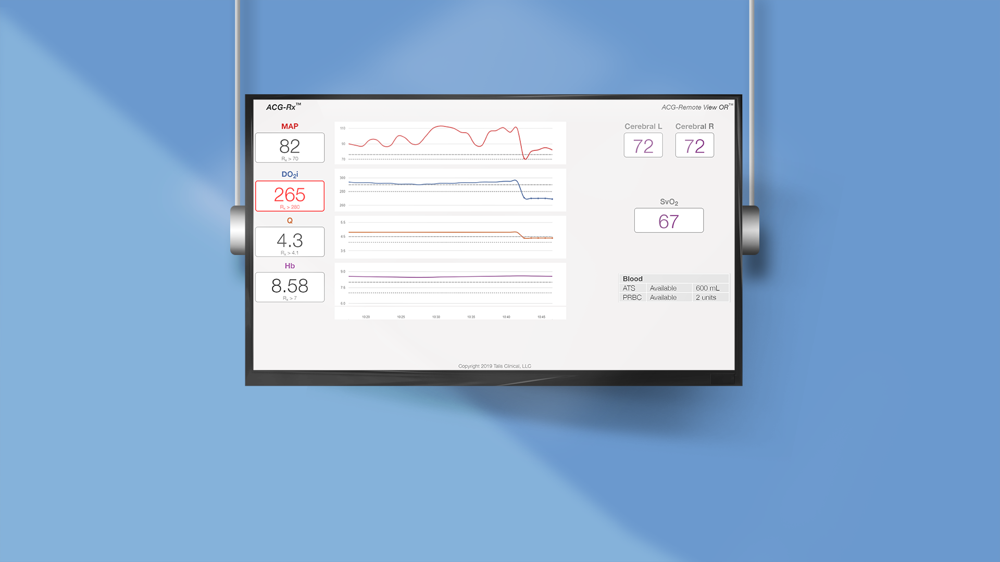 ACG-Rx™
ACG-Remote View OR™
MAP
82
Rx > 70
110
90
70
Cerebral L
72
Cerebral R
72
DO2i
265
Rx > 280
300
280
260
SvO2
67
Q
4.3
Rx > 4.1
5.5
4.5
3.5
Hb
8.58
Rx > 7
9.0
7.5
6.0
10:20 10:25 10:30 10:35 10:40 10:45
Blood
ATS Available 600 mL
PRBC Available 2 units
Copyright 2019 Talis Clinical, LLC